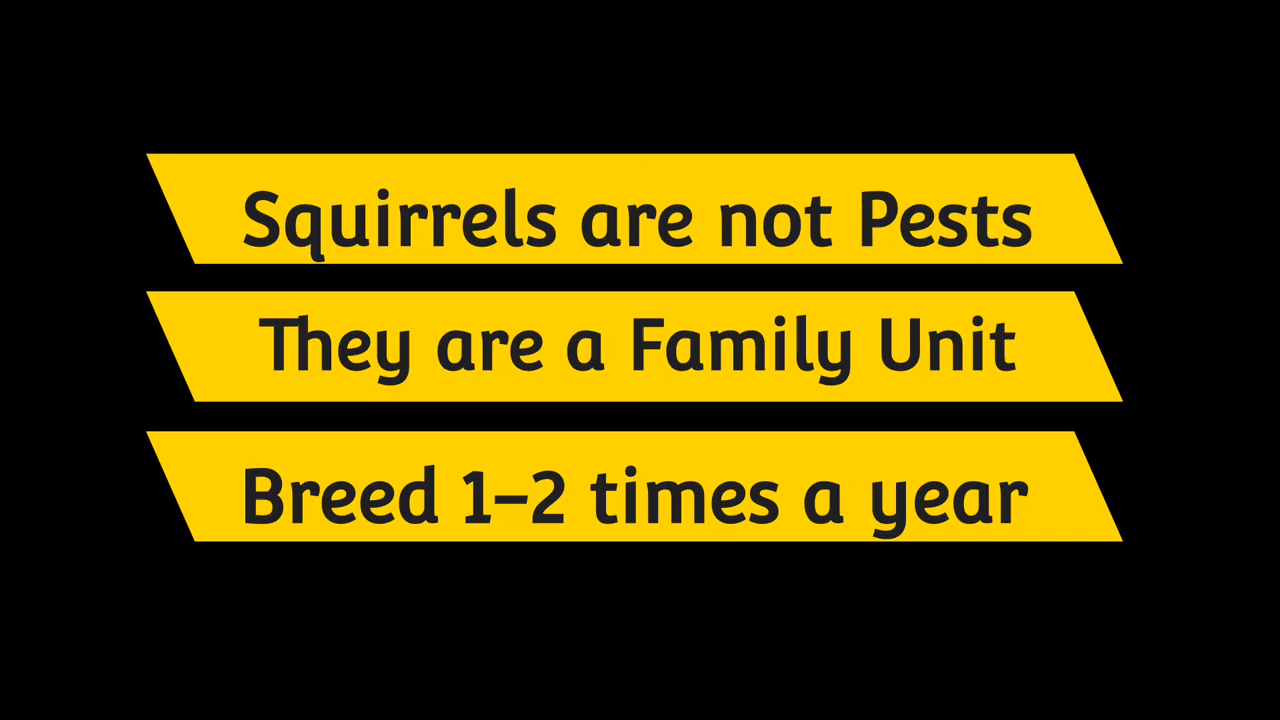 Squirrels are not Pests
They are a Family Unit
Breed 1–2 times a year